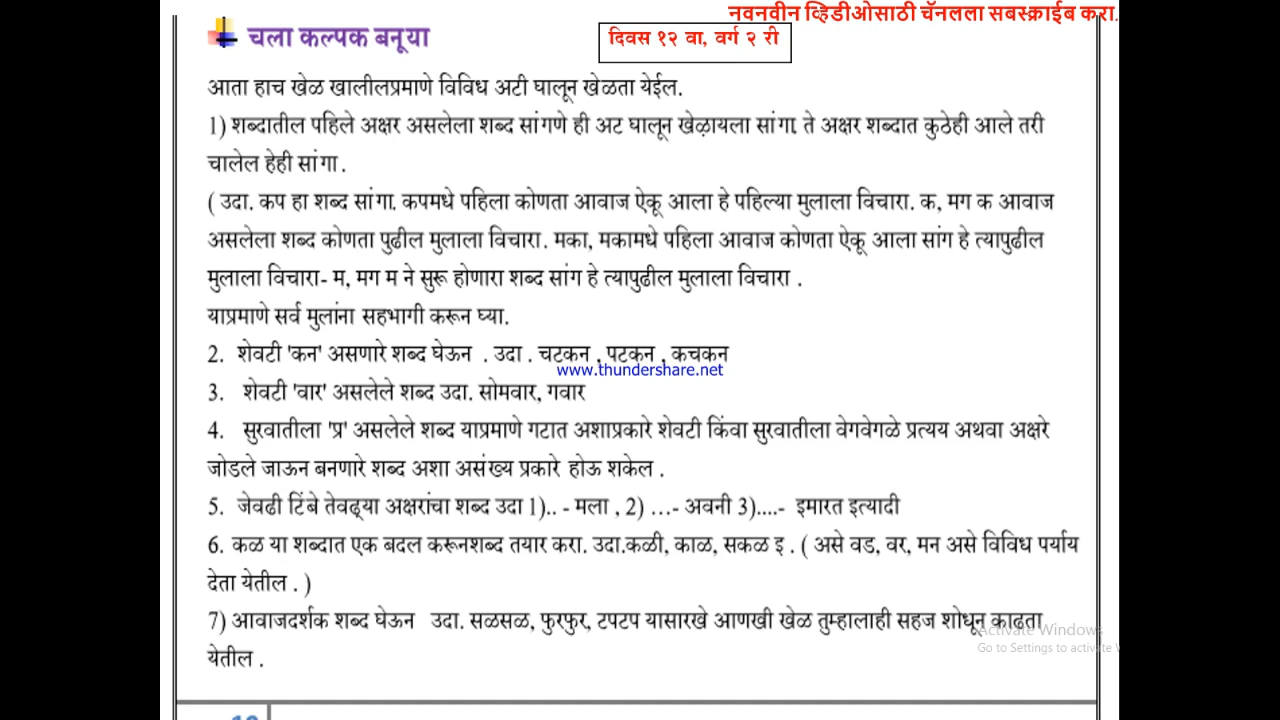 नवनवीन व्हिडीओसाठी चॅनलला सबस्क्राईब करा.
चला कल्पक बनूया
दिवस १२ वा, वर्ग २ री
आता हाच खेळ खालीलप्रमाणे विविध अटी घालून खेळता येईल.
1) शब्दातील पहिले अक्षर असलेला शब्द सांगणे ही अट घालून खेळायला सांगा. ते अक्षर शब्दात कुठेही आले तरी
चालेल हेही सांगा .
( उदा. कप हा शब्द सांगा. कपमधे पहिला कोणता आवाज ऐकू आला हे पहिल्या मुलाला विचारा. क, मग क आवाज
असलेला शब्द कोणता पुढील मुलाला विचारा. मका, मकामधे पहिला आवाज कोणता ऐकू आला सांग हे त्यापुढील
मुलाला विचारा- म, मग म ने सुरू होणारा शब्द सांग हे त्यापुढील मुलाला विचारा .
याप्रमाणे सर्व मुलांना सहभागी करून घ्या.
2. शेवटी 'कन' असणारे शब्द घेऊन . उदा . चटकन , पटकन , कचकन
www.thundershare.net
3. शेवटी 'वार' असलेले शब्द उदा. सोमवार, गवार
4. सुरवातीला 'प्र' असलेले शब्द याप्रमाणे गटात अशाप्रकारे शेवटी किंवा सुरवातीला वेगवेगळे प्रत्यय अथवा अक्षरे
जोडले जाऊन बनणारे शब्द अशा असंख्य प्रकारे होऊ शकेल .
5. जेवढी टिंबे तेवढ्या अक्षरांचा शब्द उदा 1).. - मला , 2) ...- अवनी 3)....- इमारत इत्यादी
6. कळ या शब्दात एक बदल करूनशब्द तयार करा. उदा.कळी, काळ, सकळ इ . ( असे वड, वर, मन असे विविध पर्याय
देता येतील . )
7) आवाजदर्शक शब्द घेऊन उदा. सळसळ, फुरफुर, टपटप यासारखे आणखी खेळ तुम्हालाही सहज शोधून काढता
येतील .
Activate Windows
Go to Settings to activate